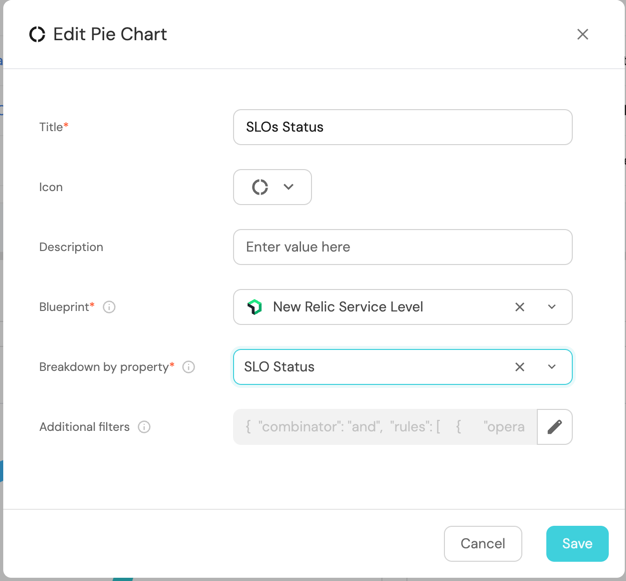 Edit Pie Chart
Title*
SLOs Status
Icon
Description
Enter value here
Blueprint*
New Relic Service Level
Breakdown by property*
SLO Status
Additional filters
{ "combinator": "and", "rules": [ { "opera
Cancel
Save